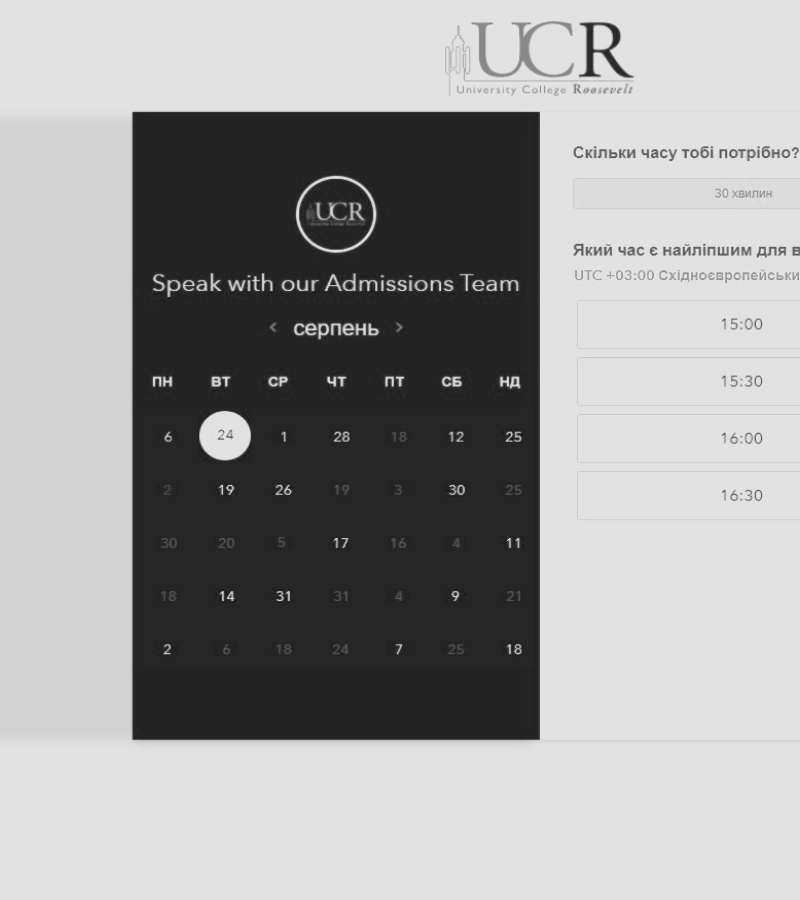 UCR
University College Roosevelt
UCR
Speak with our Admissions Team
< серпень >
ПН ВТ СР ЧТ ПТ СБ НД
6 24 1 28 18 12 25
2 19 26 19 3 30 25
30 20 5 17 16 4 11
18 14 31 31 4 9 21
2 6 18 24 7 25 18
Скільки часу тобі потрібно?
30 хвилин
Який час є найліпшим для в
UTC +03:00 Східноєвропейськи
15:00
15:30
16:00
16:30